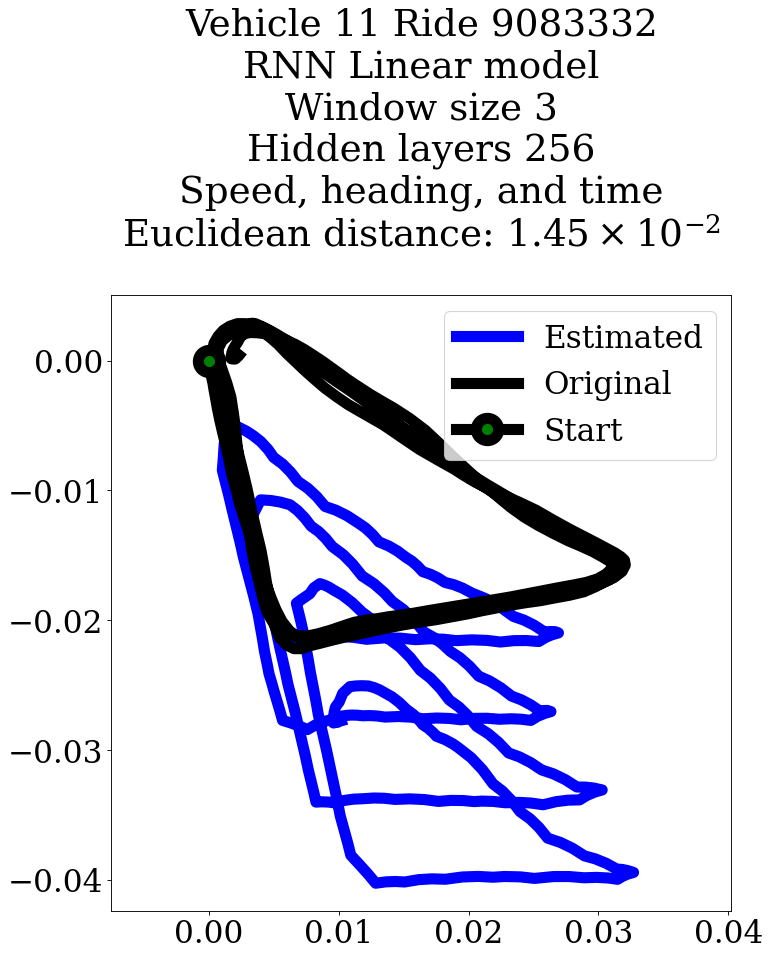 Vehicle 11 Ride 9083332
RNN Linear model
Window size 3
Hidden layers 256
Speed, heading, and time
Euclidean distance: 1.45 × 10⁻²
Estimated
Original
Start
0.00
−0.01
−0.02
−0.03
−0.04
0.00 0.01 0.02 0.03 0.04